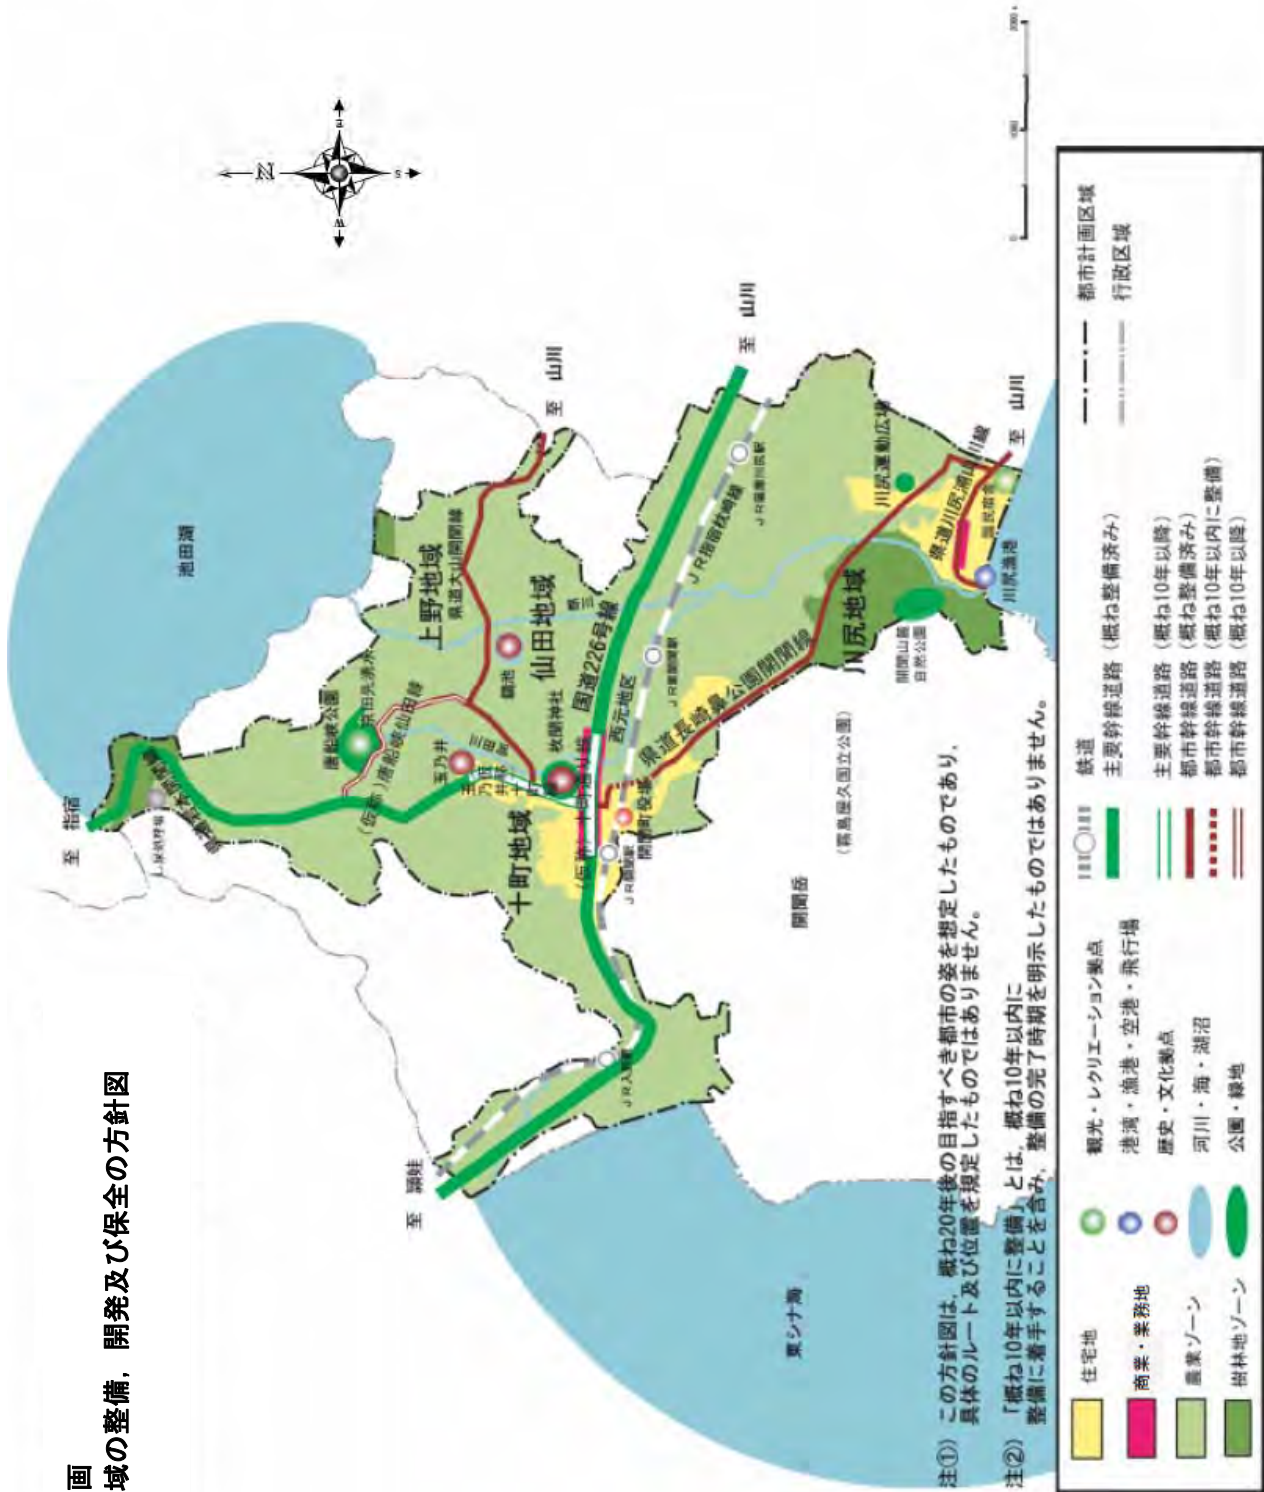 画
域の整備，開発及び保全の方針図
N
S
至 指宿
池田湖
唐船峡公園
京田兎湧水
(仮都)唐船峡仙田線
上野地域
県道大山開聞線
至 山川
玉乃井
鏡池
仙田地域
枚聞神社
国道226号線
西元地区
十町地域
開聞町役場
ＪＲ開聞駅
ＪＲ指宿枕崎線
至 山川
県道長崎鼻公園開聞線
川尻地域
川尻運動広場
県道川尻浦山川線
国民宿舎
至 山川
川尻漁港
開聞山麓
自然公園
(霧島屋久国立公園)
開聞岳
至 頴娃
東シナ海
0
1000
2000
注①） この方針図は，概ね20年後の目指すべき都市の姿を想定したものであり，
具体のルート及び位置を規定したものではありません。
注②） 「概ね10年以内に整備」とは，概ね10年以内に
整備に着手することを含み，整備の完了時期を明示したものではありません。
住宅地
商業・業務地
農業ゾーン
樹林地ゾーン
観光・レクリエーション拠点
港湾・漁港・空港・飛行場
歴史・文化拠点
河川・海・湖沼
公園・緑地
鉄道
主要幹線道路（概ね整備済み）
主要幹線道路（概ね10年以降）
都市幹線道路（概ね整備済み）
都市幹線道路（概ね10年以内に整備）
都市幹線道路（概ね10年以降）
都市計画区域
行政区域